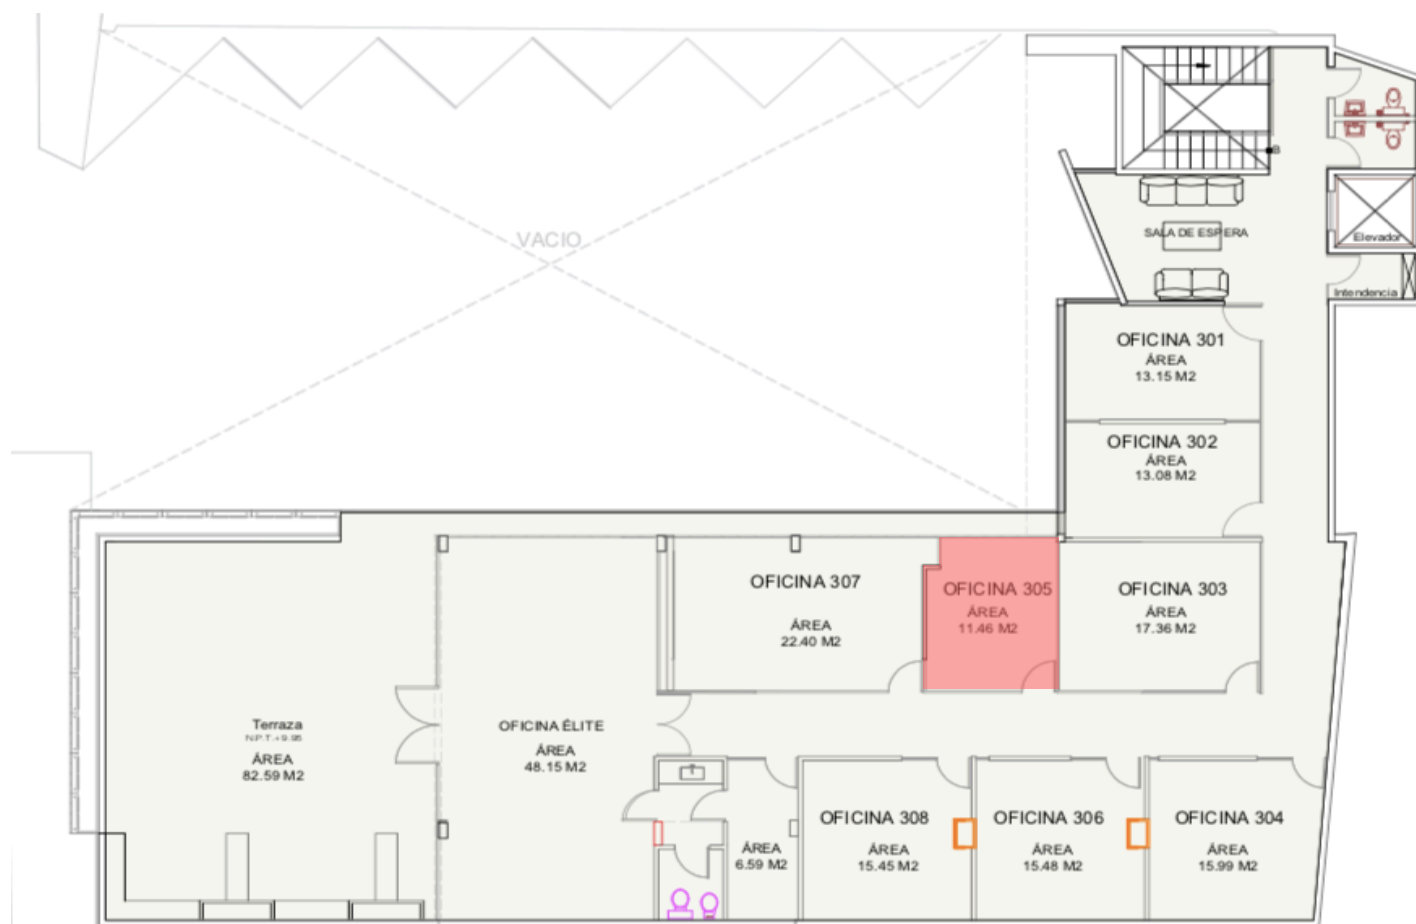 B
VACIO
SALA DE ESPERA
Elevador
Intendencia
OFICINA 301
ÁREA
13.15 M2
OFICINA 302
ÁREA
13.08 M2
OFICINA 307
ÁREA
22.40 M2
OFICINA 305
ÁREA
11.46 M2
OFICINA 303
ÁREA
17.36 M2
Terraza
N.P.T.+9.95
ÁREA
82.59 M2
OFICINA ÉLITE
ÁREA
48.15 M2
ÁREA
6.59 M2
OFICINA 308
ÁREA
15.45 M2
OFICINA 306
ÁREA
15.48 M2
OFICINA 304
ÁREA
15.99 M2